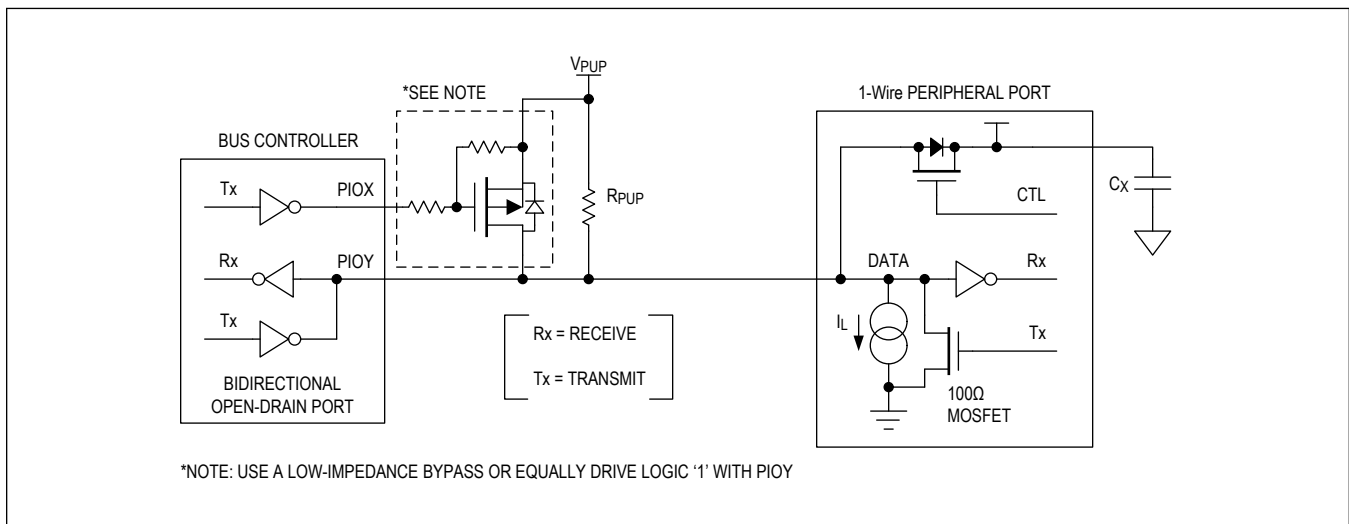 VPUP
*SEE NOTE
1-Wire PERIPHERAL PORT
BUS CONTROLLER
Tx
PIOX
RPUP
CX
CTL
Rx
PIOY
DATA
Rx
Tx
IL
Tx
Rx = RECEIVE
Tx = TRANSMIT
BIDIRECTIONAL
OPEN-DRAIN PORT
100Ω
MOSFET
*NOTE: USE A LOW-IMPEDANCE BYPASS OR EQUALLY DRIVE LOGIC ‘1’ WITH PIOY